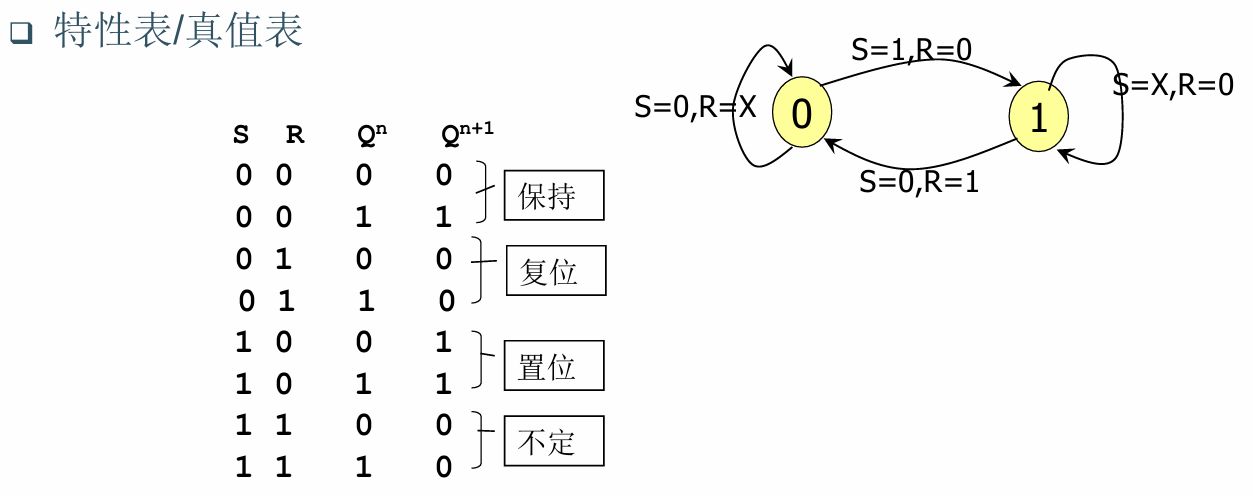 特性表/真值表
S R Qⁿ Qⁿ⁺¹
0 0 0 0
0 0 1 1
保持
0 1 0 0
0 1 1 0
复位
1 0 0 1
1 0 1 1
置位
1 1 0 0
1 1 1 0
不定
S=1,R=0
S=0,R=X
0
1
S=X,R=0
S=0,R=1